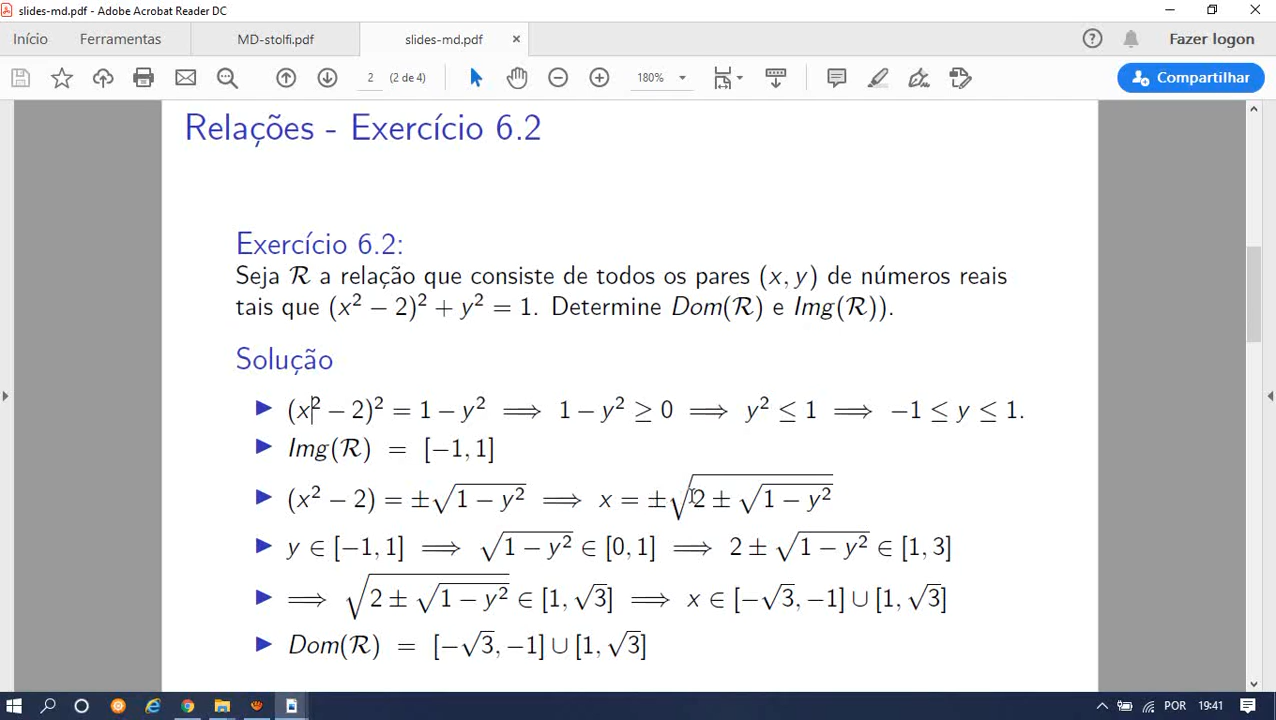 slides-md.pdf - Adobe Acrobat Reader DC
Início Ferramentas MD-stolfi.pdf slides-md.pdf × Fazer logon
2 (2 de 4) 180% Compartilhar
Relações - Exercício 6.2
Exercício 6.2:
Seja ℛ a relação que consiste de todos os pares (x, y) de números reais
tais que (x² − 2)² + y² = 1. Determine Dom(ℛ) e Img(ℛ)).
Solução
▶ (x² − 2)² = 1 − y² ⟹ 1 − y² ≥ 0 ⟹ y² ≤ 1 ⟹ −1 ≤ y ≤ 1.
▶ Img(ℛ) = [−1, 1]
▶ (x² − 2) = ±√(1 − y²) ⟹ x = ±√(2 ± √(1 − y²))
▶ y ∈ [−1, 1] ⟹ √(1 − y²) ∈ [0, 1] ⟹ 2 ± √(1 − y²) ∈ [1, 3]
▶ ⟹ √(2 ± √(1 − y²)) ∈ [1, √3] ⟹ x ∈ [−√3, −1] ∪ [1, √3]
▶ Dom(ℛ) = [−√3, −1] ∪ [1, √3]
POR 19:41